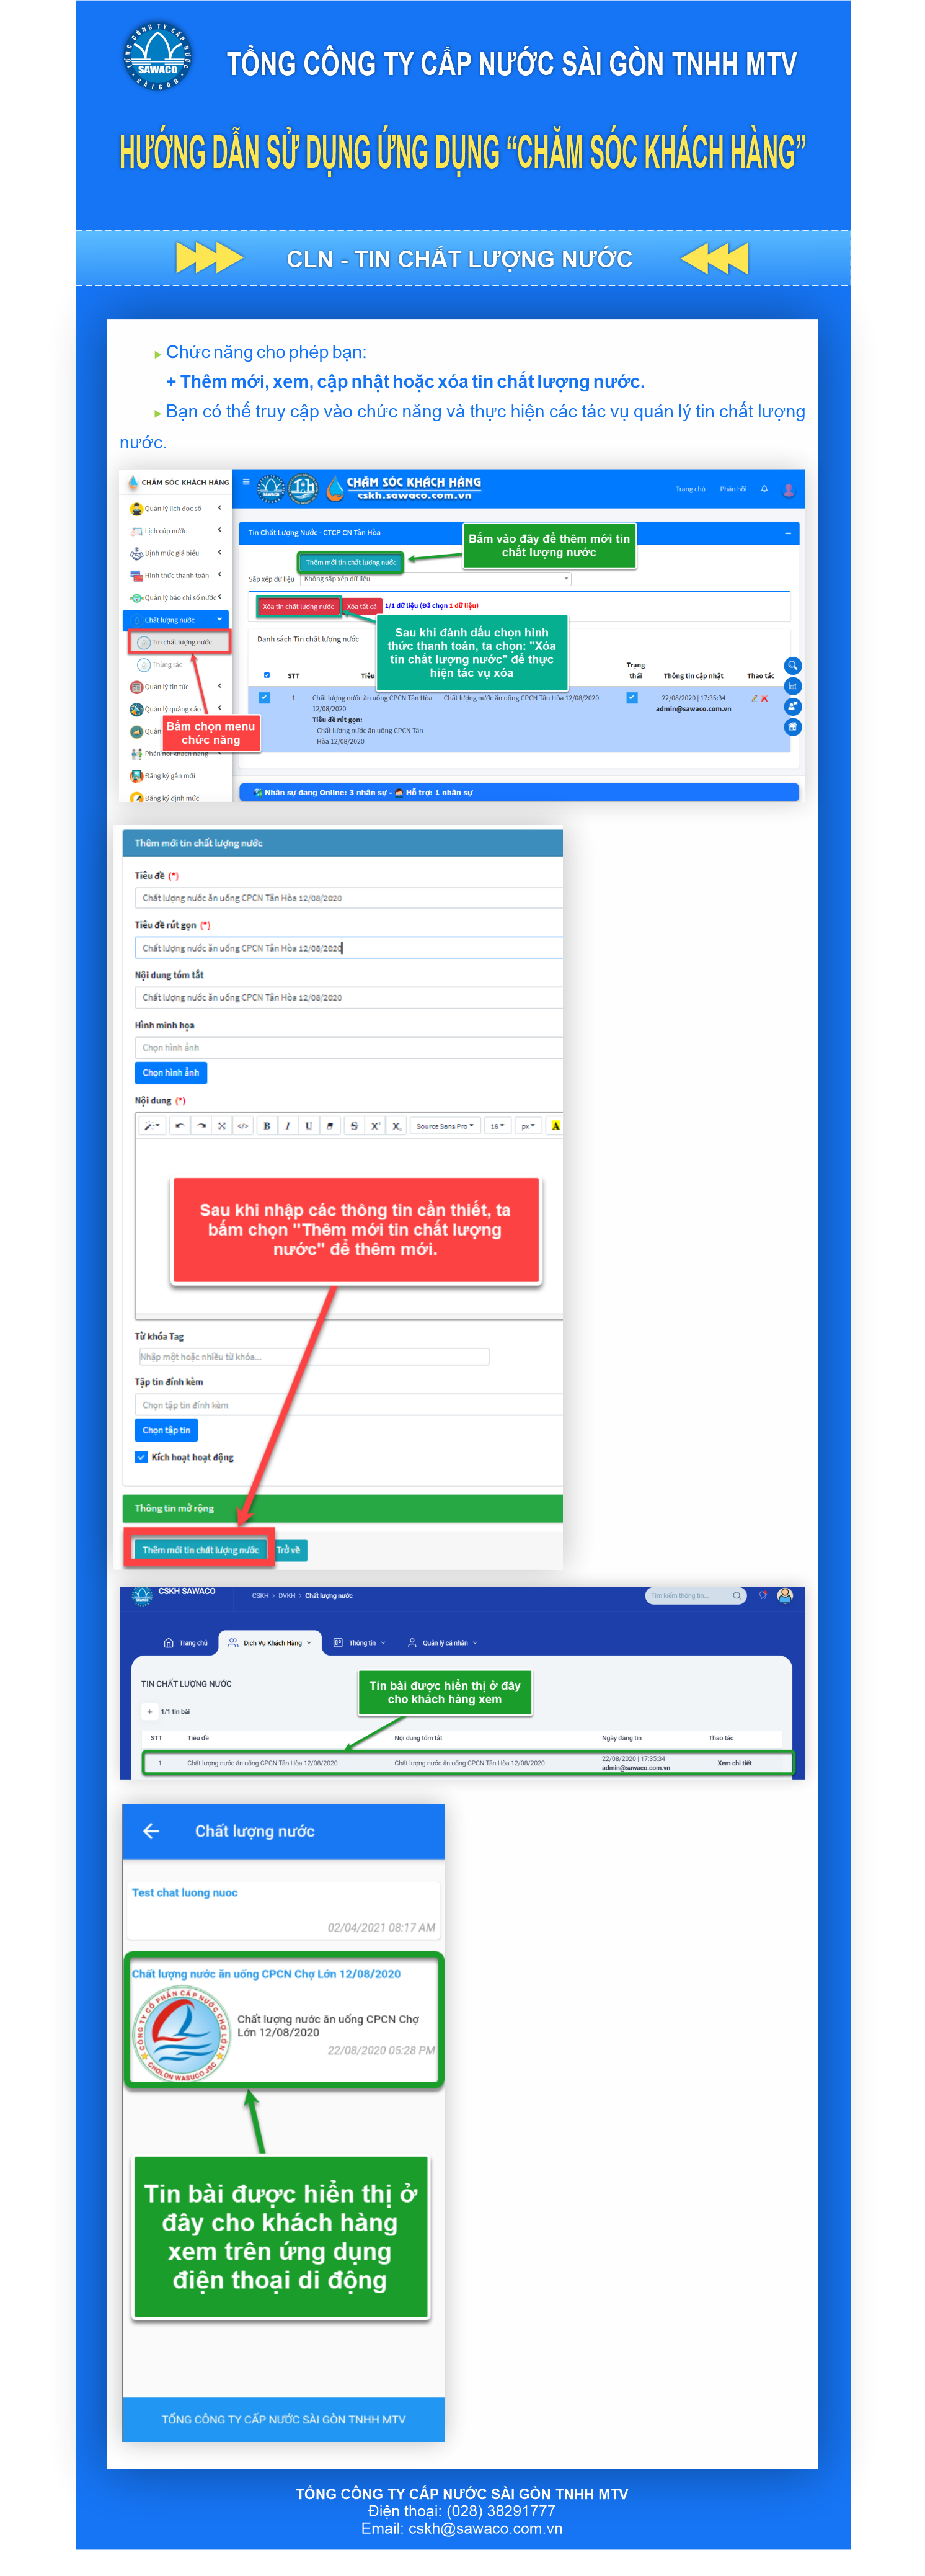 TỔNG CÔNG TY CẤP NƯỚC SÀI GÒN
SAWACO
TỔNG CÔNG TY CẤP NƯỚC SÀI GÒN TNHH MTV
HƯỚNG DẪN SỬ DỤNG ỨNG DỤNG “CHĂM SÓC KHÁCH HÀNG”
CLN - TIN CHẤT LƯỢNG NƯỚC
Chức năng cho phép bạn:
+ Thêm mới, xem, cập nhật hoặc xóa tin chất lượng nước.
Bạn có thể truy cập vào chức năng và thực hiện các tác vụ quản lý tin chất lượng
nước.
CHĂM SÓC KHÁCH HÀNG
CHĂM SÓC KHÁCH HÀNG
cskh.sawaco.com.vn
Trang chủ Phản hồi
Quản lý lịch đọc số
Lịch cúp nước
Định mức giá biểu
Hình thức thanh toán
Quản lý báo chỉ số nước
Chất lượng nước
Tin chất lượng nước
Thùng rác
Quản lý tin tức
Quản lý quảng cáo
Quản
Phản hồi khách hàng
Đăng ký gắn mới
Đăng ký định mức
Bấm chọn menu
chức năng
Tin Chất Lượng Nước - CTCP CN Tân Hòa
Thêm mới tin chất lượng nước
Bấm vào đây để thêm mới tin
chất lượng nước
Sắp xếp dữ liệu Không sắp xếp dữ liệu
Xóa tin chất lượng nước Xóa tất cả 1/1 dữ liệu (Đã chọn 1 dữ liệu)
Danh sách Tin chất lượng nước
Sau khi đánh dấu chọn hình
thức thanh toán, ta chọn: "Xóa
tin chất lượng nước" để thực
hiện tác vụ xóa
STT Tiêu Trạng thái Thông tin cập nhật Thao tác
1 Chất lượng nước ăn uống CPCN Tân Hòa 12/08/2020 Chất lượng nước ăn uống CPCN Tân Hòa 12/08/2020 22/08/2020 | 17:35:34
admin@sawaco.com.vn
Tiêu đề rút gọn:
Chất lượng nước ăn uống CPCN Tân
Hòa 12/08/2020
Nhân sự đang Online: 3 nhân sự - Hỗ trợ: 1 nhân sự
Thêm mới tin chất lượng nước
Tiêu đề (*)
Chất lượng nước ăn uống CPCN Tân Hòa 12/08/2020
Tiêu đề rút gọn (*)
Chất lượng nước ăn uống CPCN Tân Hòa 12/08/2020
Nội dung tóm tắt
Chất lượng nước ăn uống CPCN Tân Hòa 12/08/2020
Hình minh họa
Chọn hình ảnh
Chọn hình ảnh
Nội dung (*)
B I U S X² X₂ Source Sans Pro 16 px A
Sau khi nhập các thông tin cần thiết, ta
bấm chọn "Thêm mới tin chất lượng
nước" để thêm mới.
Từ khóa Tag
Nhập một hoặc nhiều từ khóa...
Tập tin đính kèm
Chọn tập tin đính kèm
Chọn tập tin
Kích hoạt hoạt động
Thông tin mở rộng
Thêm mới tin chất lượng nước Trở về
CSKH SAWACO
CSKH > DVKH > Chất lượng nước
Tìm kiếm thông tin...
Trang chủ Dịch Vụ Khách Hàng Thông tin Quản lý cá nhân
TIN CHẤT LƯỢNG NƯỚC
Tin bài được hiển thị ở đây
cho khách hàng xem
+ 1/1 tin bài
STT Tiêu đề Nội dung tóm tắt Ngày đăng tin Thao tác
1 Chất lượng nước ăn uống CPCN Tân Hòa 12/08/2020 Chất lượng nước ăn uống CPCN Tân Hòa 12/08/2020 22/08/2020 | 17:35:34 Xem chi tiết
admin@sawaco.com.vn
Chất lượng nước
Test chat luong nuoc
02/04/2021 08:17 AM
Chất lượng nước ăn uống CPCN Chợ Lớn 12/08/2020
CÔNG TY CỔ PHẦN CẤP NƯỚC CHỢ LỚN
CHOLON WASUCO JSC
Chất lượng nước ăn uống CPCN Chợ
Lớn 12/08/2020
22/08/2020 05:28 PM
Tin bài được hiển thị ở
đây cho khách hàng
xem trên ứng dụng
điện thoại di động
TỔNG CÔNG TY CẤP NƯỚC SÀI GÒN TNHH MTV
TỔNG CÔNG TY CẤP NƯỚC SÀI GÒN TNHH MTV
Điện thoại: (028) 38291777
Email: cskh@sawaco.com.vn